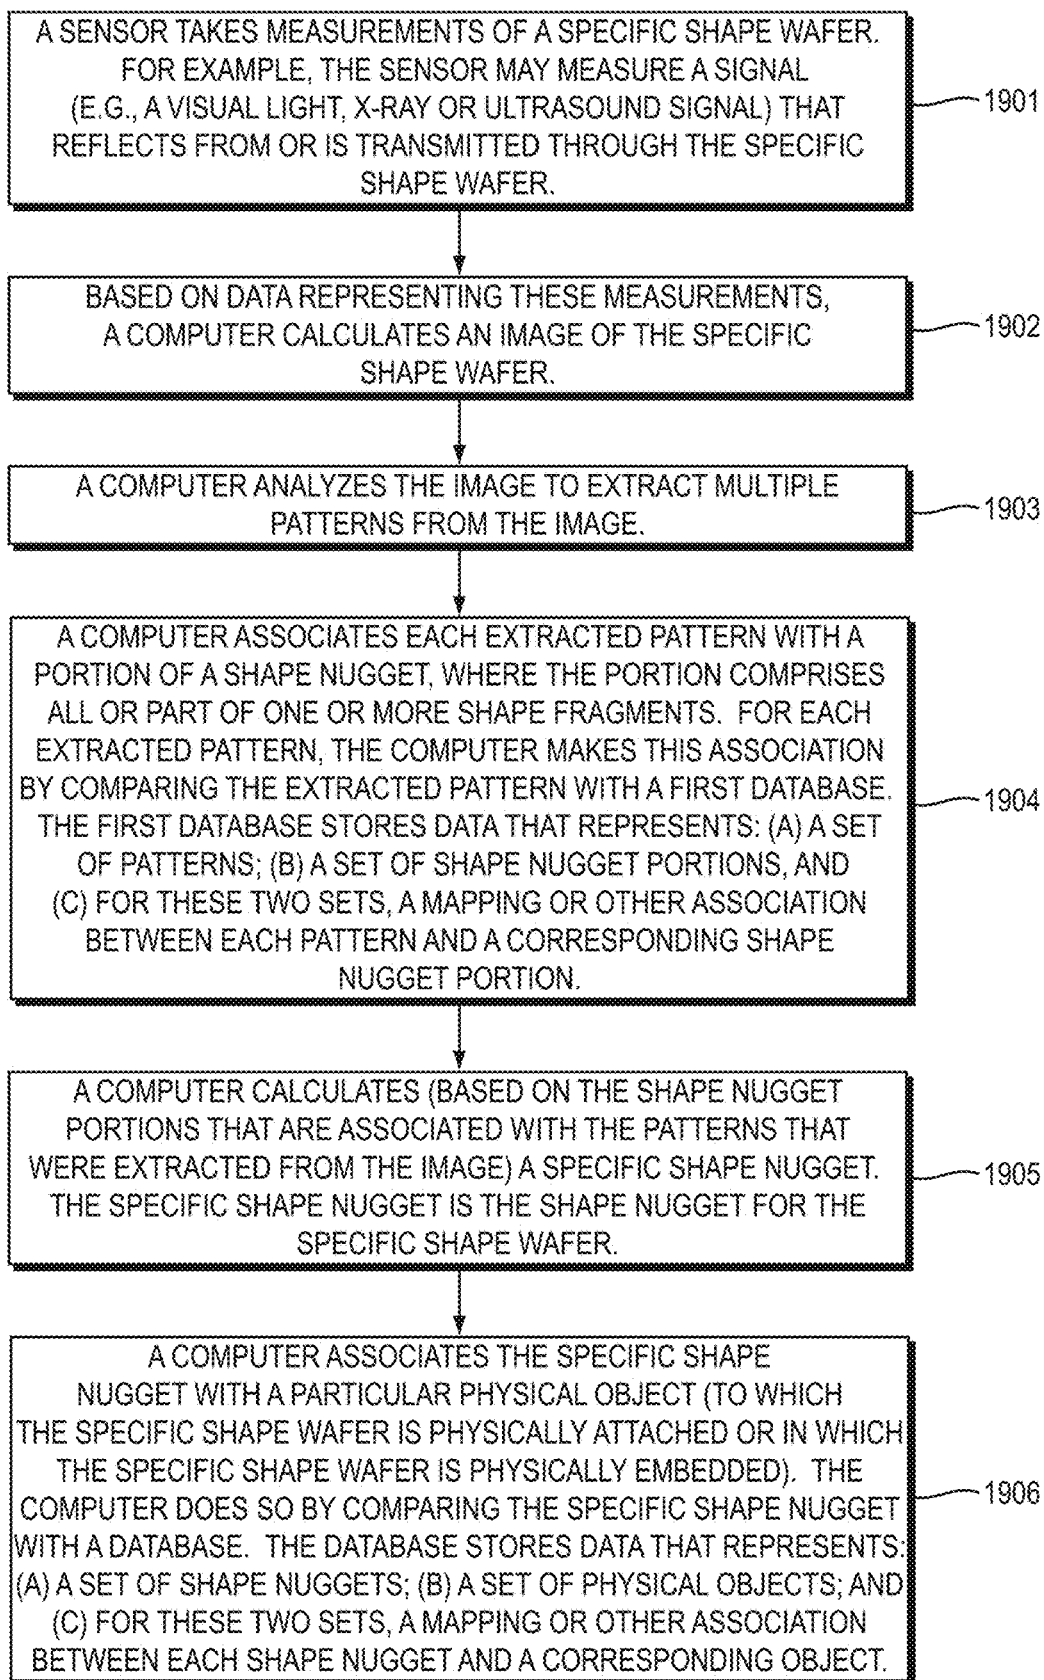 A SENSOR TAKES MEASUREMENTS OF A SPECIFIC SHAPE WAFER.
FOR EXAMPLE, THE SENSOR MAY MEASURE A SIGNAL
(E.G., A VISUAL LIGHT, X-RAY OR ULTRASOUND SIGNAL) THAT
REFLECTS FROM OR IS TRANSMITTED THROUGH THE SPECIFIC
SHAPE WAFER.
1901
BASED ON DATA REPRESENTING THESE MEASUREMENTS,
A COMPUTER CALCULATES AN IMAGE OF THE SPECIFIC
SHAPE WAFER.
1902
A COMPUTER ANALYZES THE IMAGE TO EXTRACT MULTIPLE
PATTERNS FROM THE IMAGE.
1903
A COMPUTER ASSOCIATES EACH EXTRACTED PATTERN WITH A
PORTION OF A SHAPE NUGGET, WHERE THE PORTION COMPRISES
ALL OR PART OF ONE OR MORE SHAPE FRAGMENTS. FOR EACH
EXTRACTED PATTERN, THE COMPUTER MAKES THIS ASSOCIATION
BY COMPARING THE EXTRACTED PATTERN WITH A FIRST DATABASE.
THE FIRST DATABASE STORES DATA THAT REPRESENTS: (A) A SET
OF PATTERNS; (B) A SET OF SHAPE NUGGET PORTIONS, AND
(C) FOR THESE TWO SETS, A MAPPING OR OTHER ASSOCIATION
BETWEEN EACH PATTERN AND A CORRESPONDING SHAPE
NUGGET PORTION.
1904
A COMPUTER CALCULATES (BASED ON THE SHAPE NUGGET
PORTIONS THAT ARE ASSOCIATED WITH THE PATTERNS THAT
WERE EXTRACTED FROM THE IMAGE) A SPECIFIC SHAPE NUGGET.
THE SPECIFIC SHAPE NUGGET IS THE SHAPE NUGGET FOR THE
SPECIFIC SHAPE WAFER.
1905
A COMPUTER ASSOCIATES THE SPECIFIC SHAPE
NUGGET WITH A PARTICULAR PHYSICAL OBJECT (TO WHICH
THE SPECIFIC SHAPE WAFER IS PHYSICALLY ATTACHED OR IN WHICH
THE SPECIFIC SHAPE WAFER IS PHYSICALLY EMBEDDED). THE
COMPUTER DOES SO BY COMPARING THE SPECIFIC SHAPE NUGGET
WITH A DATABASE. THE DATABASE STORES DATA THAT REPRESENTS:
(A) A SET OF SHAPE NUGGETS; (B) A SET OF PHYSICAL OBJECTS; AND
(C) FOR THESE TWO SETS, A MAPPING OR OTHER ASSOCIATION
BETWEEN EACH SHAPE NUGGET AND A CORRESPONDING OBJECT.
1906